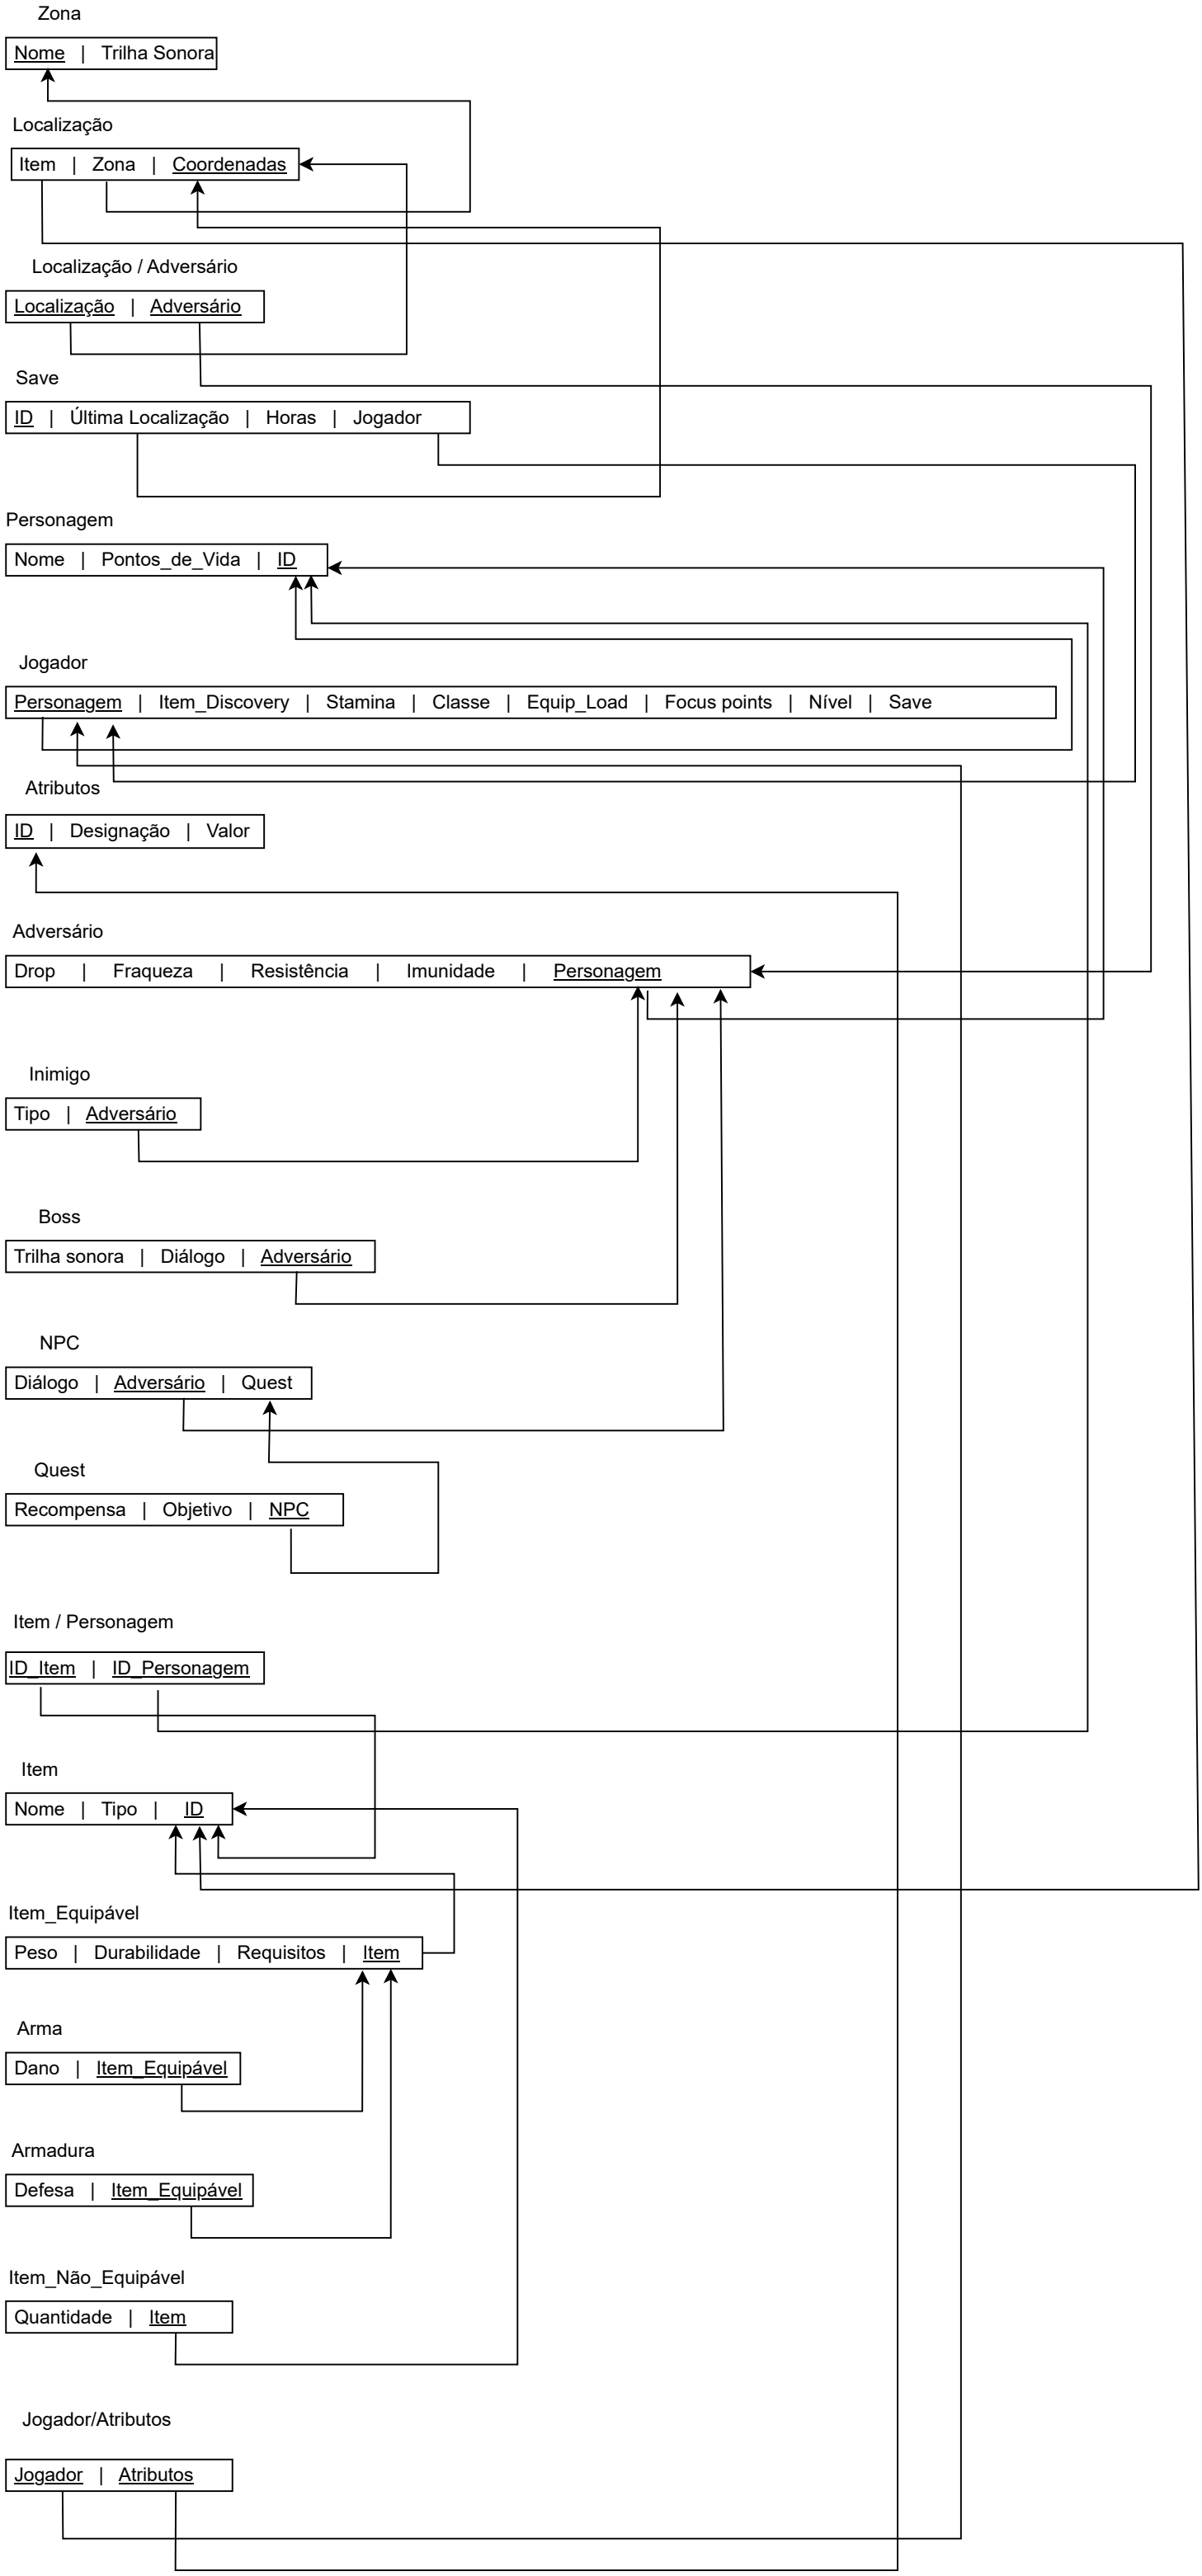 Zona
Nome | Trilha Sonora
Localização
Item | Zona | Coordenadas
Localização / Adversário
Localização | Adversário
Save
ID | Última Localização | Horas | Jogador
Personagem
Nome | Pontos_de_Vida | ID
Jogador
Personagem | Item_Discovery | Stamina | Classe | Equip_Load | Focus points | Nível | Save
Atributos
ID | Designação | Valor
Adversário
Drop | Fraqueza | Resistência | Imunidade | Personagem
Inimigo
Tipo | Adversário
Boss
Trilha sonora | Diálogo | Adversário
NPC
Diálogo | Adversário | Quest
Quest
Recompensa | Objetivo | NPC
Item / Personagem
ID_Item | ID_Personagem
Item
Nome | Tipo | ID
Item_Equipável
Peso | Durabilidade | Requisitos | Item
Arma
Dano | Item_Equipável
Armadura
Defesa | Item_Equipável
Item_Não_Equipável
Quantidade | Item
Jogador/Atributos
Jogador | Atributos